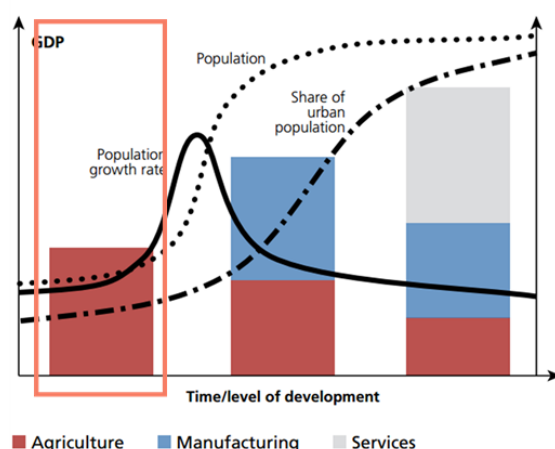 GDP
Population
Share of
urban
population
Population
growth rate
Time/level of development
Agriculture
Manufacturing
Services